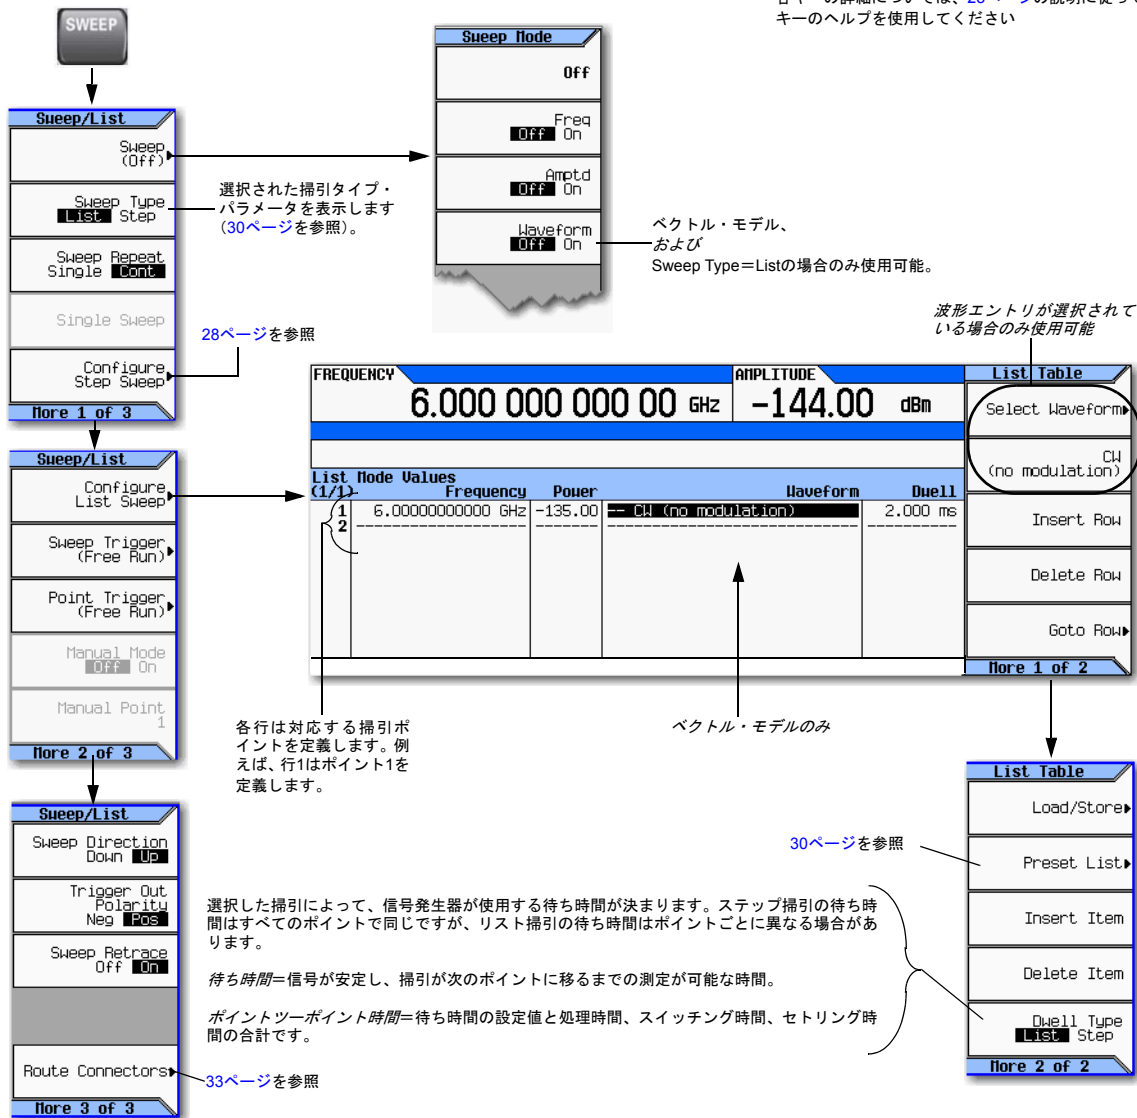 キーのヘルプを使用してください
SWEEP
Sweep/List
Sweep
(Off)
Sweep Type
List Step
Sweep Repeat
Single Cont
Single Sweep
Configure
Step Sweep
More 1 of 3
選択された掃引タイプ・
パラメータを表示します
(30ページを参照)。
28ページを参照
Sweep Mode
Off
Freq
Off On
Amptd
Off On
Waveform
Off On
ベクトル・モデル、
および
Sweep Type=Listの場合のみ使用可能。
波形エントリが選択されて
いる場合のみ使用可能
Sweep/List
Configure
List Sweep
Sweep Trigger
(Free Run)
Point Trigger
(Free Run)
Manual Mode
Off On
Manual Point
1
More 2 of 3
FREQUENCY
6.000 000 000 00 GHz
AMPLITUDE
-144.00 dBm
List Mode Values
(1/1) Frequency Power Waveform Dwell
1 6.00000000000 GHz -135.00 -- CW (no modulation) 2.000 ms
2 ----------------- ------- ------------------------------ ---------
List Table
Select Waveform
CW
(no modulation)
Insert Row
Delete Row
Goto Row
More 1 of 2
各行は対応する掃引ポ
イントを定義します。例
えば、行1はポイント1を
定義します。
ベクトル・モデルのみ
Sweep/List
Sweep Direction
Down Up
Trigger Out
Polarity
Neg Pos
Sweep Retrace
Off On
Route Connectors
More 3 of 3
33ページを参照
選択した掃引によって、信号発生器が使用する待ち時間が決まります。ステップ掃引の待ち時
間はすべてのポイントで同じですが、リスト掃引の待ち時間はポイントごとに異なる場合があ
ります。
待ち時間=信号が安定し、掃引が次のポイントに移るまでの測定が可能な時間。
ポイントツーポイント時間=待ち時間の設定値と処理時間、スイッチング時間、セトリング時
間の合計です。
30ページを参照
List Table
Load/Store
Preset List
Insert Item
Delete Item
Dwell Type
List Step
More 2 of 2